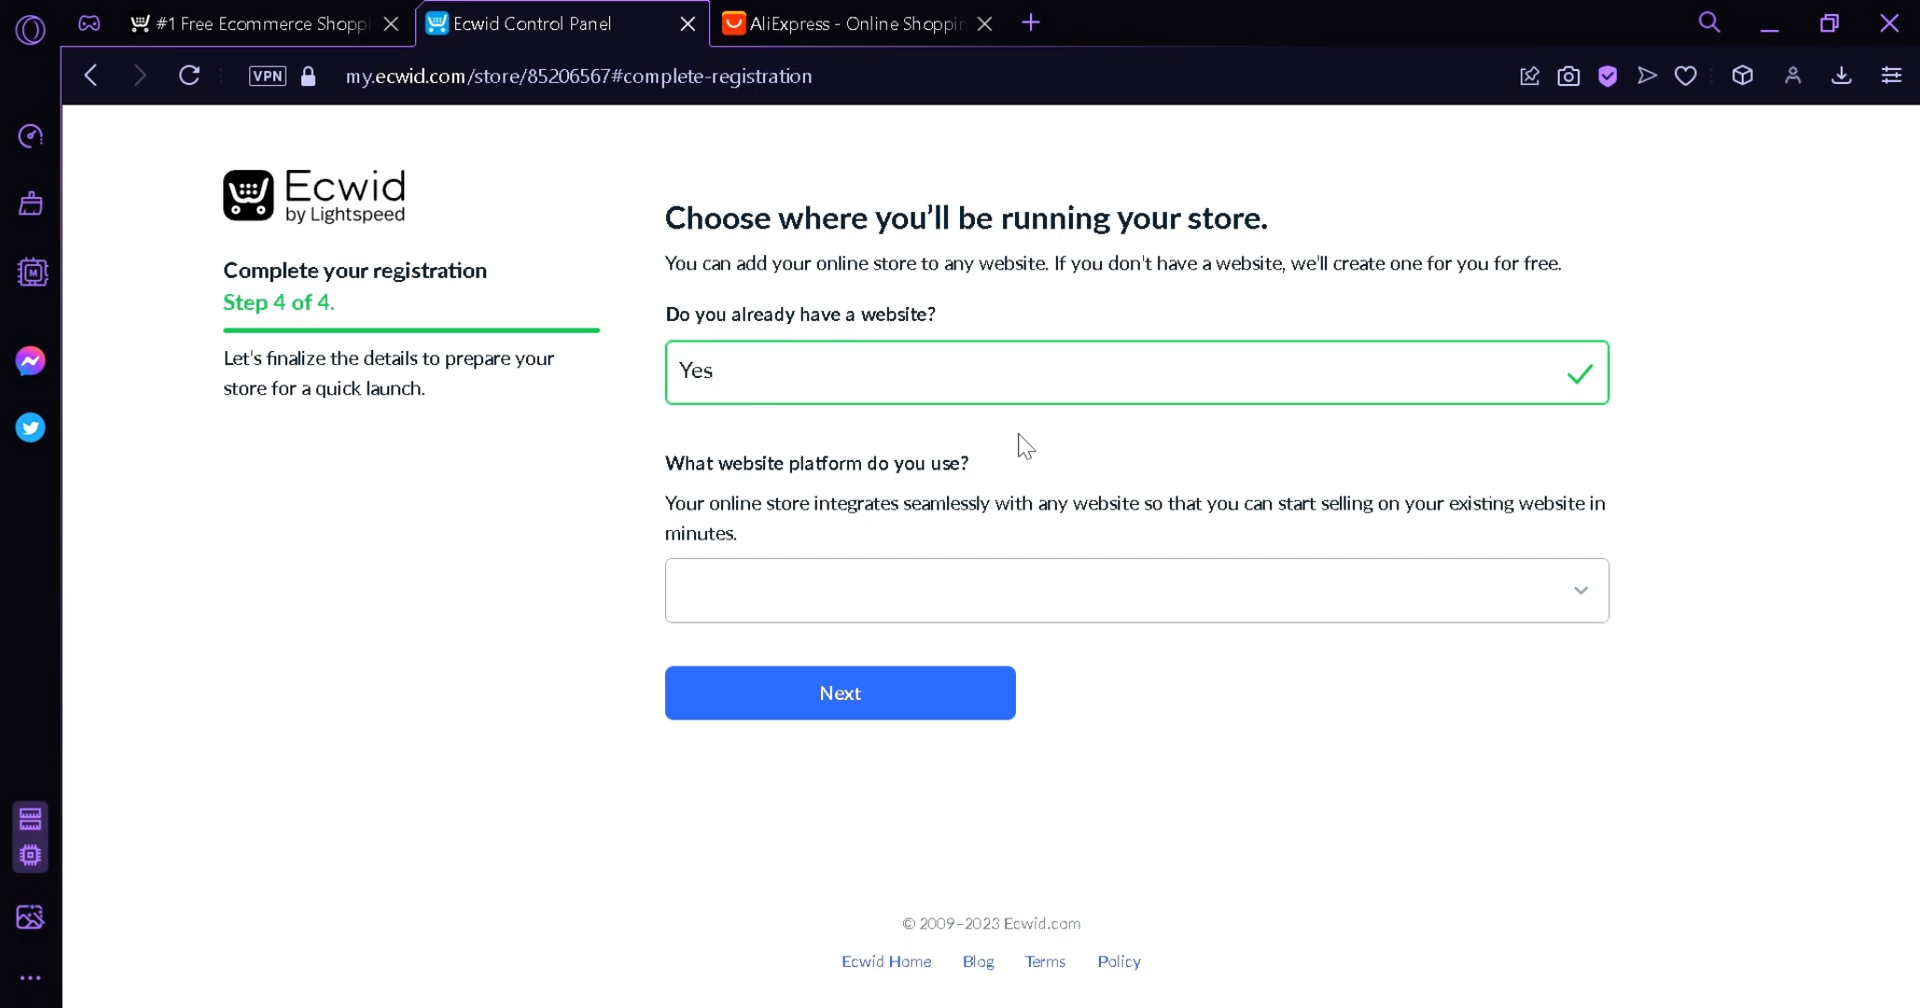 #1 Free Ecommerce Shoppi
Ecwid Control Panel
AliExpress - Online Shoppin
VPN
my.ecwid.com/store/85206567#complete-registration
Ecwid
by Lightspeed
Complete your registration
Step 4 of 4.
Let's finalize the details to prepare your
store for a quick launch.
Choose where you'll be running your store.
You can add your online store to any website. If you don't have a website, we'll create one for you for free.
Do you already have a website?
Yes
What website platform do you use?
Your online store integrates seamlessly with any website so that you can start selling on your existing website in
minutes.
Next
© 2009–2023 Ecwid.com
Ecwid Home Blog Terms Policy